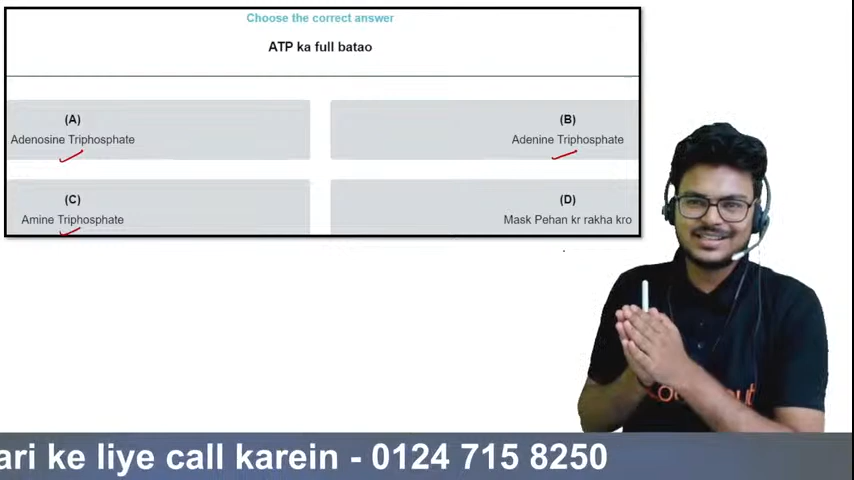 Choose the correct answer
ATP ka full batao
(A)
Adenosine Triphosphate
(B)
Adenine Triphosphate
(C)
Amine Triphosphate
(D)
Mask Pehan kr rakha kro
ari ke liye call karein - 0124 715 8250